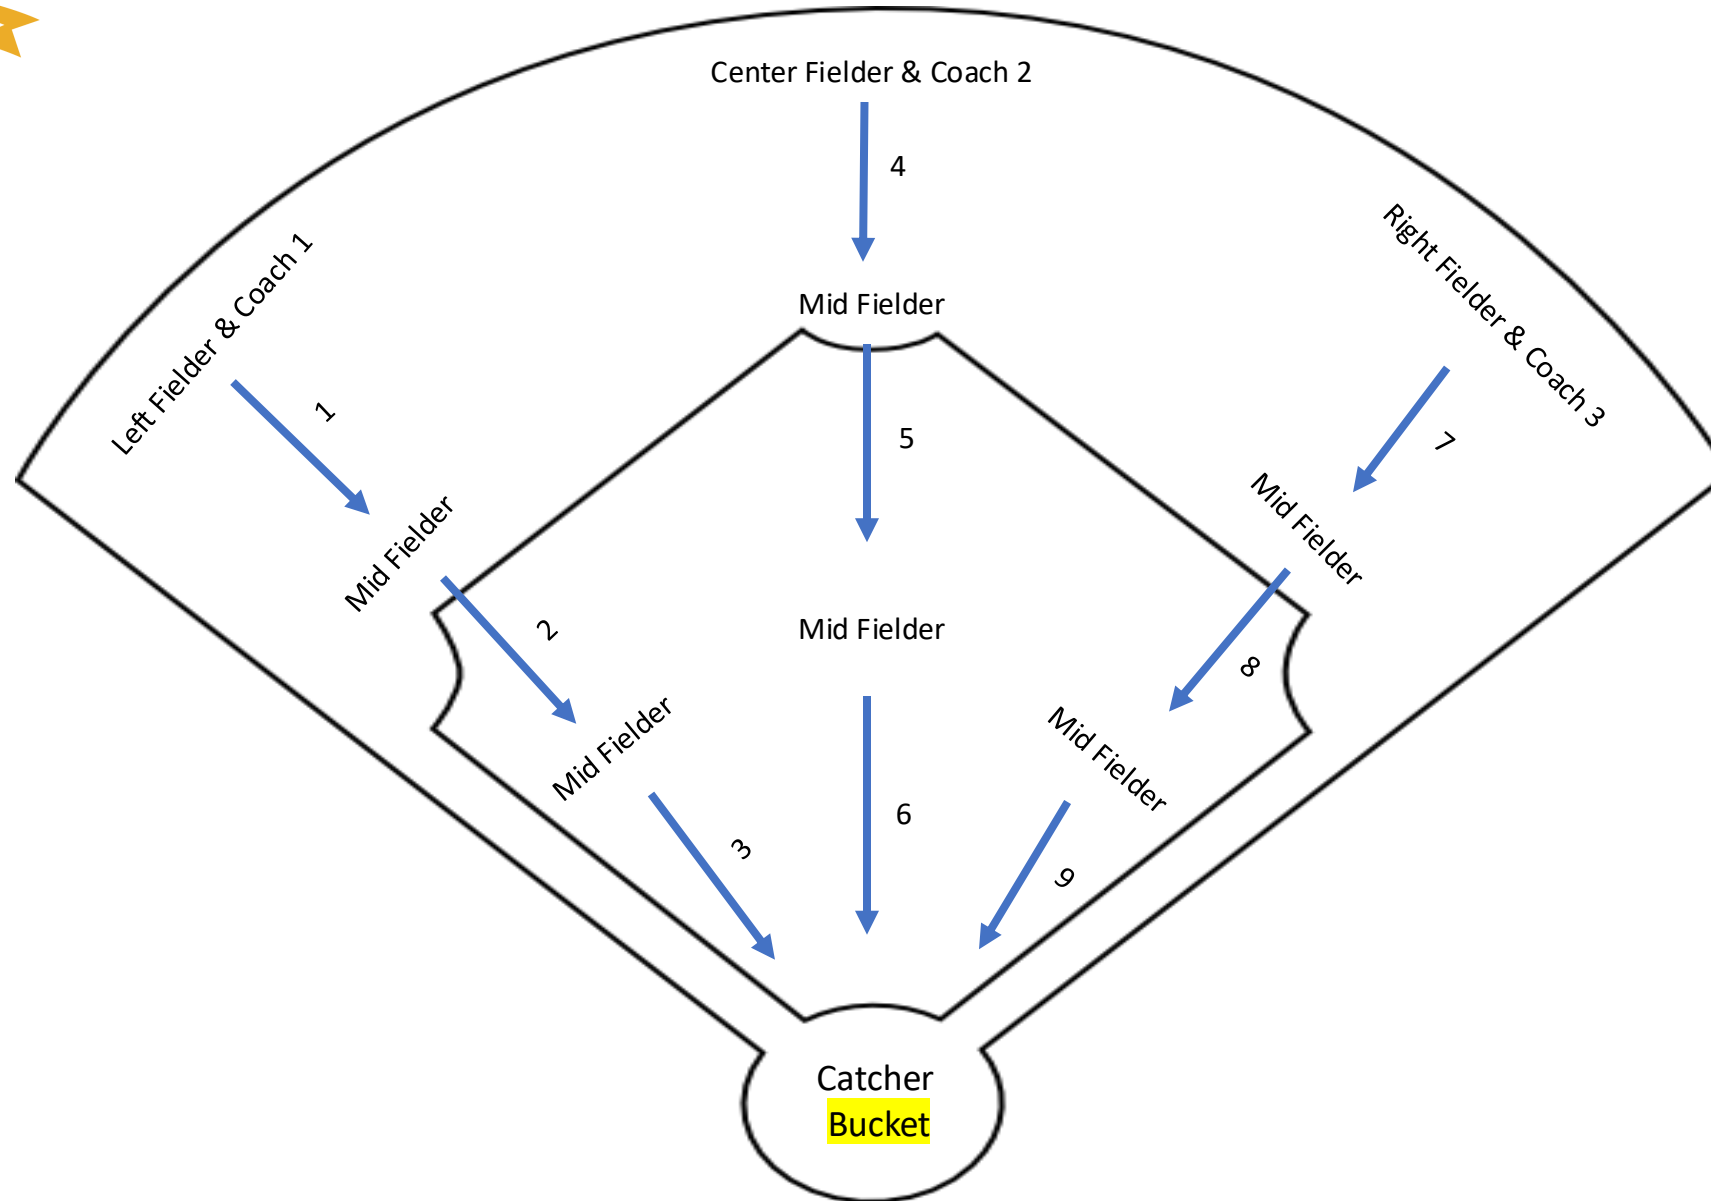 Center Fielder & Coach 2
4
Left Fielder & Coach 1
1
Right Fielder & Coach 3
7
Mid Fielder
5
Mid Fielder
2
Mid Fielder
8
Mid Fielder
Mid Fielder
3
6
Mid Fielder
9
Catcher
Bucket